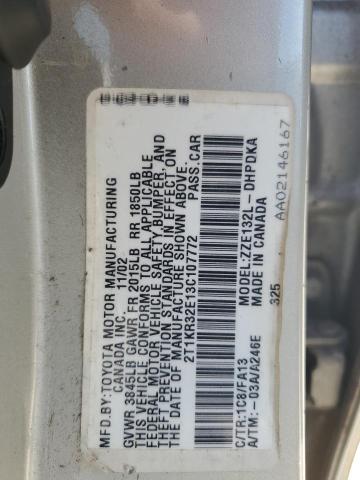 MFD.BY:TOYOTA MOTOR MANUFACTURING
CANADA INC. 11/02
GVWR 3845LB GAWR FR 2015LB RR 1850LB
THIS VEHICLE CONFORMS TO ALL APPLICABLE
FEDERAL MOTOR VEHICLE SAFETY, BUMPER, AND
THEFT PREVENTION STANDARDS IN EFFECT ON
THE DATE OF MANUFACTURE SHOWN ABOVE.
2T1KR32E13C107772 PASS.CAR
C/TR:1C8/FA13 MODEL:ZZE132L-DHPDKA
A/TM:-03A/A246E MADE IN CANADA
325 AA02146167